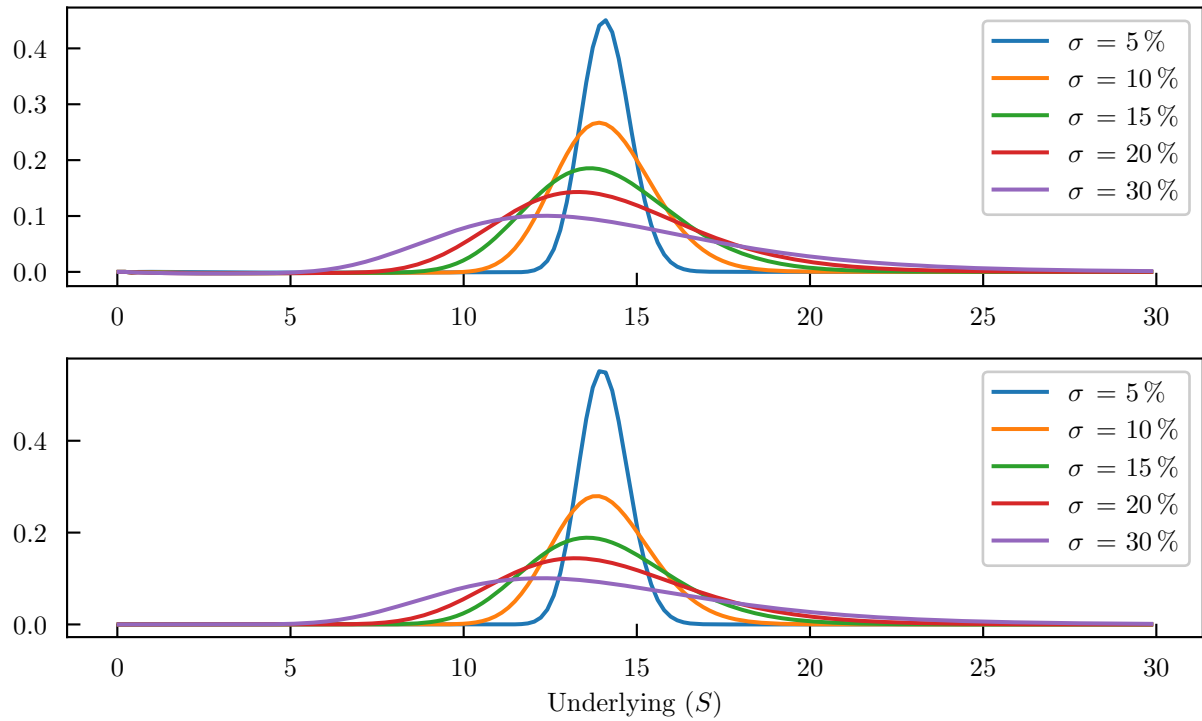 0.4
0.3
0.2
0.1
0.0
σ = 5 %
σ = 10 %
σ = 15 %
σ = 20 %
σ = 30 %
0 5 10 15 20 25 30
0.4
0.2
0.0
σ = 5 %
σ = 10 %
σ = 15 %
σ = 20 %
σ = 30 %
0 5 10 15 20 25 30
Underlying (S)